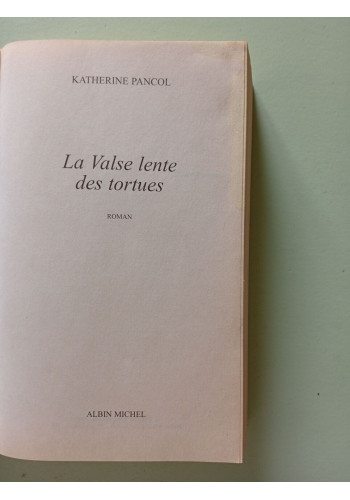 KATHERINE PANCOL
La Valse lente
des tortues
ROMAN
ALBIN MICHEL